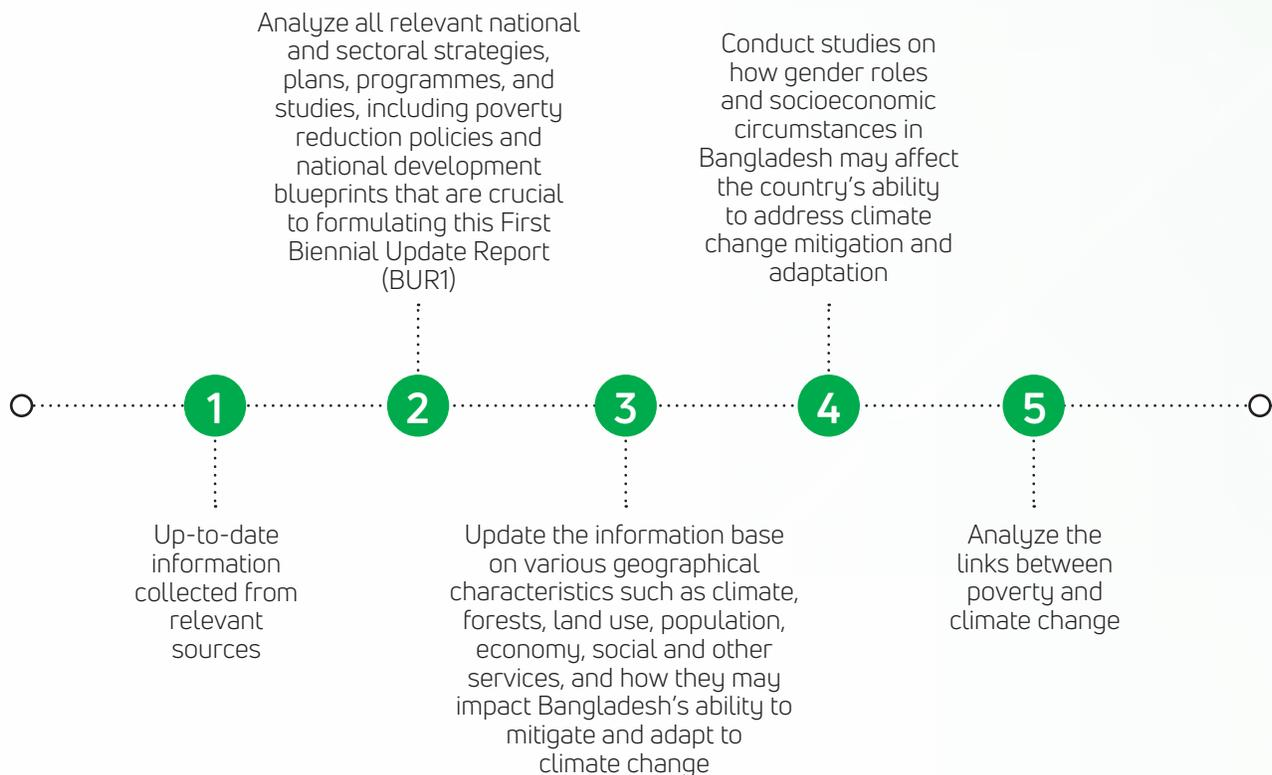 Analyze all relevant national
and sectoral strategies,
plans, programmes, and
studies, including poverty
reduction policies and
national development
blueprints that are crucial
to formulating this First
Biennial Update Report
(BUR1)
Conduct studies on
how gender roles
and socioeconomic
circumstances in
Bangladesh may affect
the country's ability
to address climate
change mitigation and
adaptation
1
2
3
4
5
Up-to-date
information
collected from
relevant
sources
Update the information base
on various geographical
characteristics such as climate,
forests, land use, population,
economy, social and other
services, and how they may
impact Bangladesh's ability to
mitigate and adapt to
climate change
Analyze the
links between
poverty and
climate change